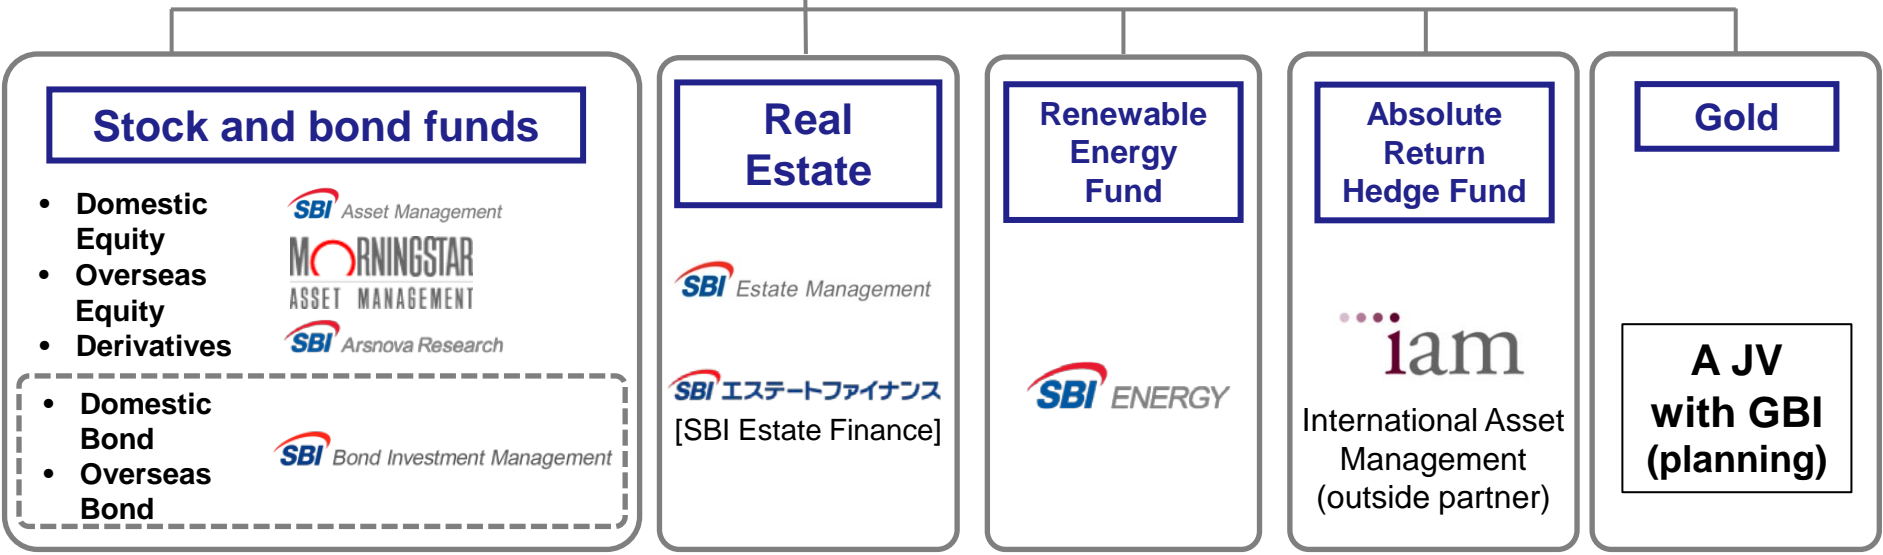 Stock and bond funds
• Domestic
Equity
• Overseas
Equity
• Derivatives
SBI Asset Management
MORNINGSTAR
ASSET MANAGEMENT
SBI Arsnova Research
• Domestic
Bond
• Overseas
Bond
SBI Bond Investment Management
Real
Estate
SBI Estate Management
SBI エステートファイナンス
[SBI Estate Finance]
Renewable
Energy
Fund
SBI ENERGY
Absolute
Return
Hedge Fund
iam
International Asset
Management
(outside partner)
Gold
A JV
with GBI
(planning)